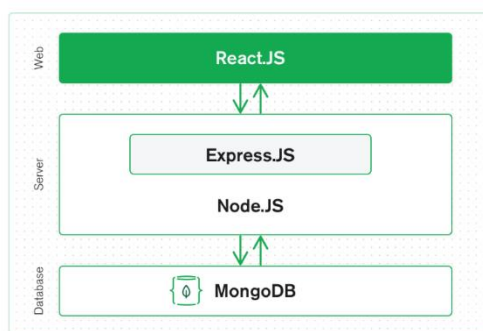 Web
React.JS
Server
Express.JS
Node.JS
Database
MongoDB